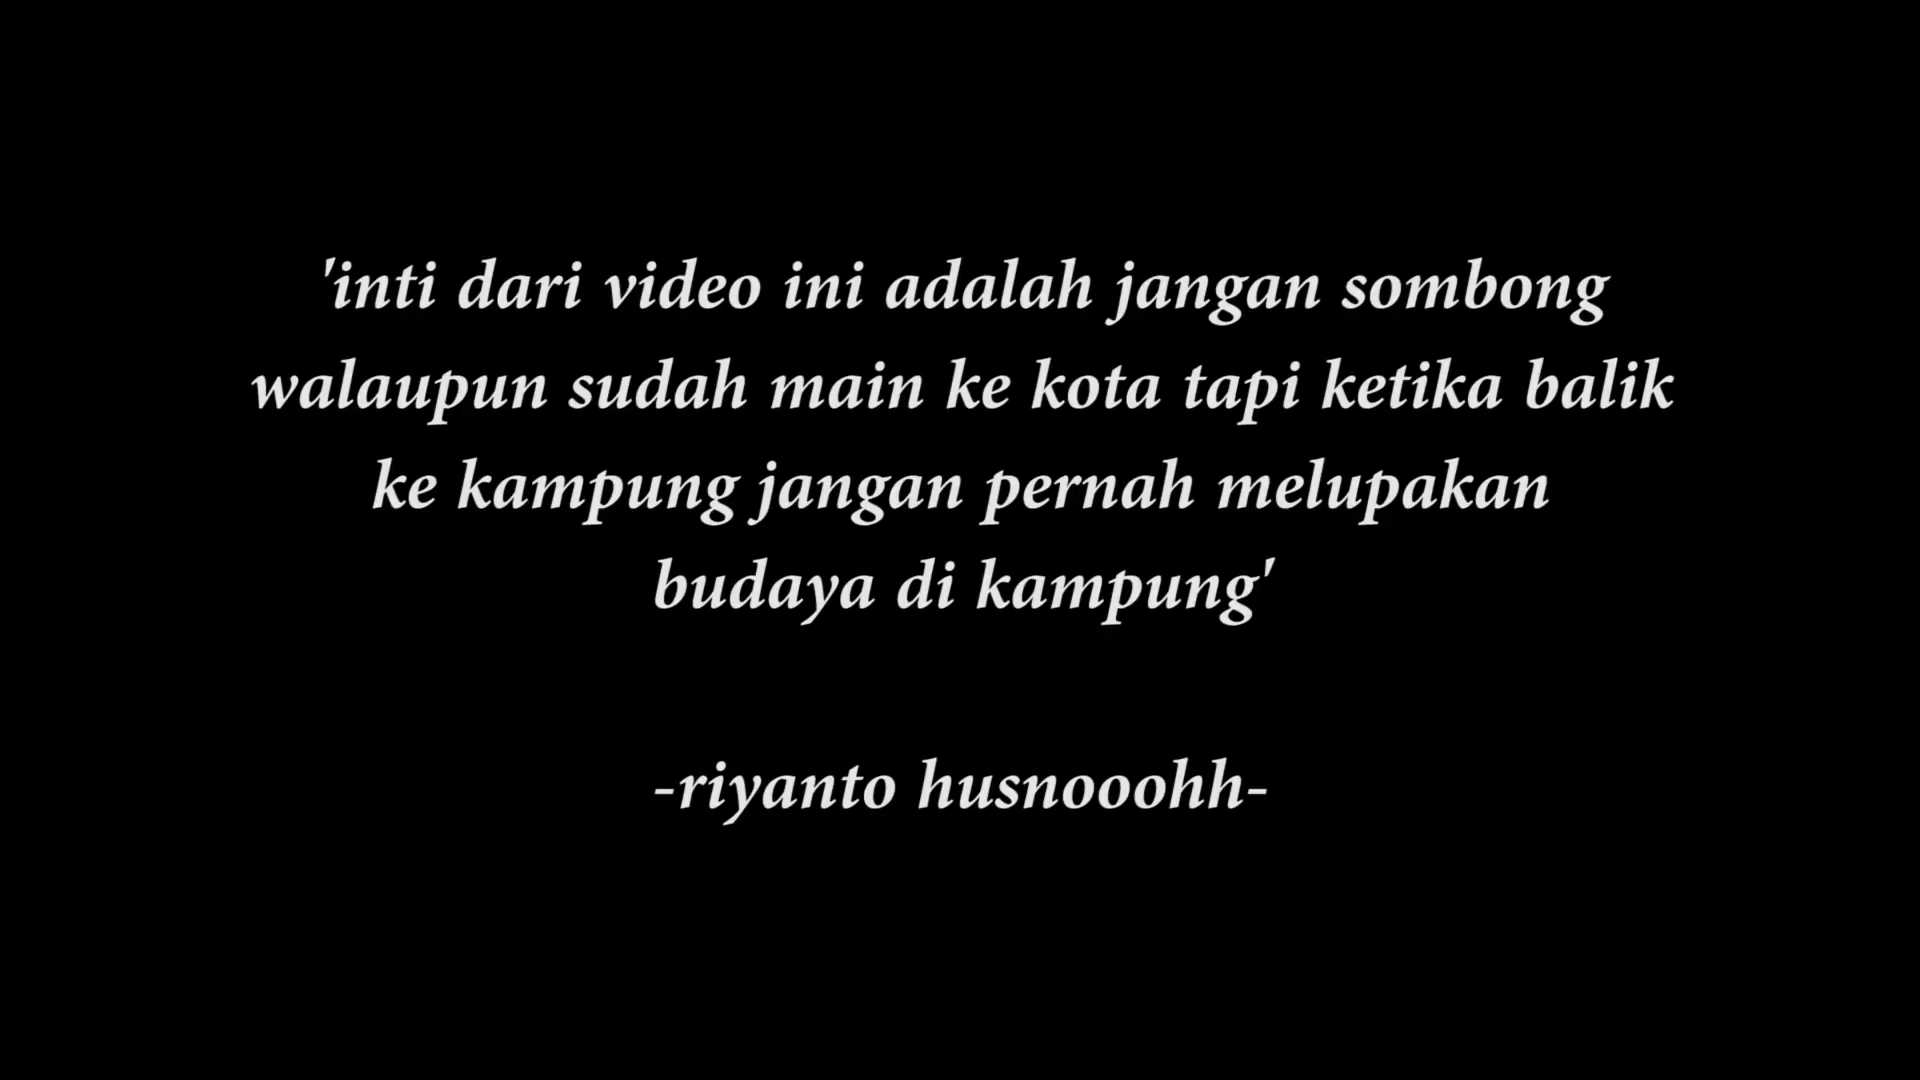 'inti dari video ini adalah jangan sombong
walaupun sudah main ke kota tapi ketika balik
ke kampung jangan pernah melupakan
budaya di kampung'
-riyanto husnooohh-